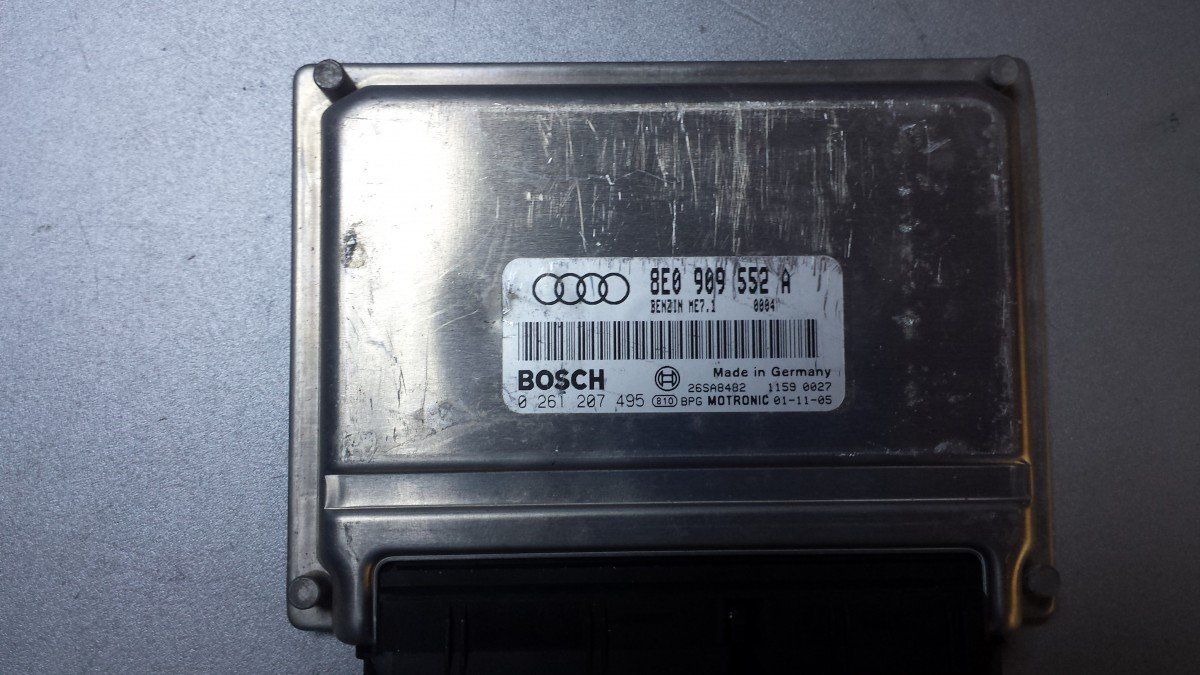 8E0 909 552 A
BENZIN ME7.1 0004
BOSCH Made in Germany
26SA8482 1159 0027
0 261 207 495 810 BPG MOTRONIC 01-11-05